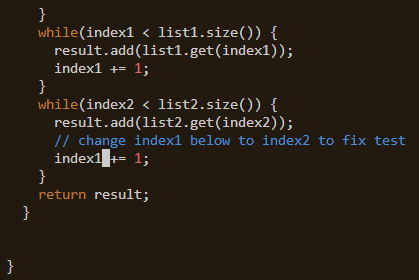 }
while(index1 < list1.size()) {
result.add(list1.get(index1));
index1 += 1;
}
while(index2 < list2.size()) {
result.add(list2.get(index2));
// change index1 below to index2 to fix test
index1 += 1;
}
return result;
}
}